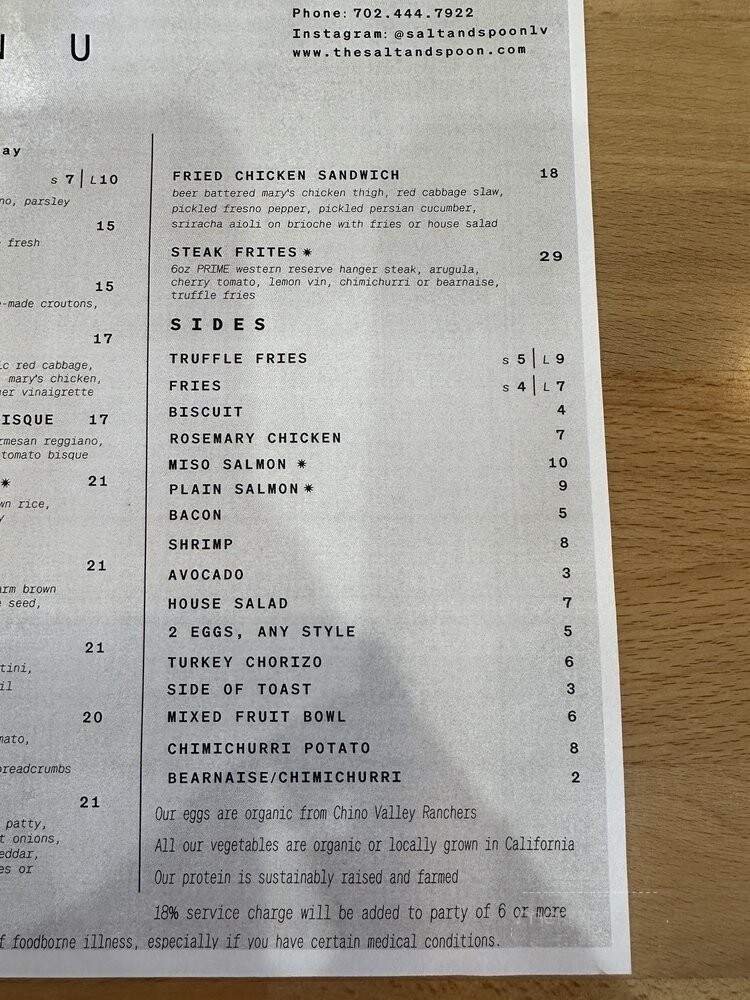 N U
Phone: 702.444.7922
Instagram: @saltandspoonlv
www.thesaltandspoon.com
ay
S 7 | L10
no, parsley
15
fresh
15
-made croutons,
17
ic red cabbage,
mary's chicken,
ger vinaigrette
ISQUE 17
rmesan reggiano,
tomato bisque
✷ 21
wn rice,
y
21
arm brown
e seed,
21
tini,
il
20
mato,
breadcrumbs
21
patty,
t onions,
eddar,
es or
FRIED CHICKEN SANDWICH 18
beer battered mary's chicken thigh, red cabbage slaw,
pickled fresno pepper, pickled persian cucumber,
sriracha aioli on brioche with fries or house salad
STEAK FRITES ✷ 29
6oz PRIME western reserve hanger steak, arugula,
cherry tomato, lemon vin, chimichurri or bearnaise,
truffle fries
SIDES
TRUFFLE FRIES S 5 | L 9
FRIES S 4 | L 7
BISCUIT 4
ROSEMARY CHICKEN 7
MISO SALMON ✷ 10
PLAIN SALMON ✷ 9
BACON 5
SHRIMP 8
AVOCADO 3
HOUSE SALAD 7
2 EGGS, ANY STYLE 5
TURKEY CHORIZO 6
SIDE OF TOAST 3
MIXED FRUIT BOWL 6
CHIMICHURRI POTATO 8
BEARNAISE/CHIMICHURRI 2
Our eggs are organic from Chino Valley Ranchers
All our vegetables are organic or locally grown in California
Our protein is sustainably raised and farmed
18% service charge will be added to party of 6 or more
f foodborne illness, especially if you have certain medical conditions.